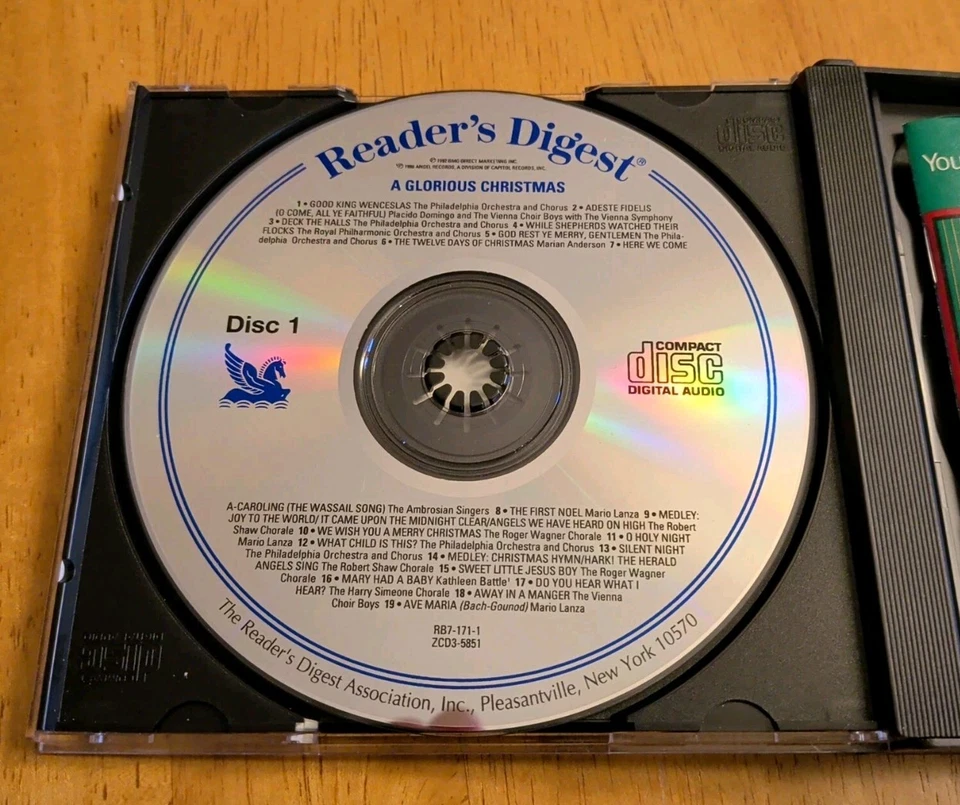 Reader's Digest®
A GLORIOUS CHRISTMAS
1 • GOOD KING WENCESLAS The Philadelphia Orchestra and Chorus 2 • ADESTE FIDELIS
(O COME, ALL YE FAITHFUL) Placido Domingo and The Vienna Choir Boys with The Vienna Symphony
3 • DECK THE HALLS The Philadelphia Orchestra and Chorus 4 • WHILE SHEPHERDS WATCHED THEIR
FLOCKS The Royal Philharmonic Orchestra and Chorus 5 • GOD REST YE MERRY, GENTLEMEN The Phila-
delphia Orchestra and Chorus 6 • THE TWELVE DAYS OF CHRISTMAS Marian Anderson 7 • HERE WE COME
Disc 1
COMPACT
disc
DIGITAL AUDIO
A-CAROLING (THE WASSAIL SONG) The Ambrosian Singers 8 • THE FIRST NOEL Mario Lanza 9 • MEDLEY:
JOY TO THE WORLD/ IT CAME UPON THE MIDNIGHT CLEAR/ANGELS WE HAVE HEARD ON HIGH The Robert
Shaw Chorale 10 • WE WISH YOU A MERRY CHRISTMAS The Roger Wagner Chorale 11 • O HOLY NIGHT
Mario Lanza 12 • WHAT CHILD IS THIS? The Philadelphia Orchestra and Chorus 13 • SILENT NIGHT
The Philadelphia Orchestra and Chorus 14 • MEDLEY: CHRISTMAS HYMN/HARK! THE HERALD
ANGELS SING The Robert Shaw Chorale 15 • SWEET LITTLE JESUS BOY The Roger Wagner
Chorale 16 • MARY HAD A BABY Kathleen Battle' 17 • DO YOU HEAR WHAT I
HEAR? The Harry Simeone Chorale 18 • AWAY IN A MANGER The Vienna
Choir Boys 19 • AVE MARIA (Bach-Gounod) Mario Lanza
RB7-171-1
ZCD3-5851
The Reader's Digest Association, Inc., Pleasantville, New York 10570
COMPACT
disc
DIGITAL AUDIO
You